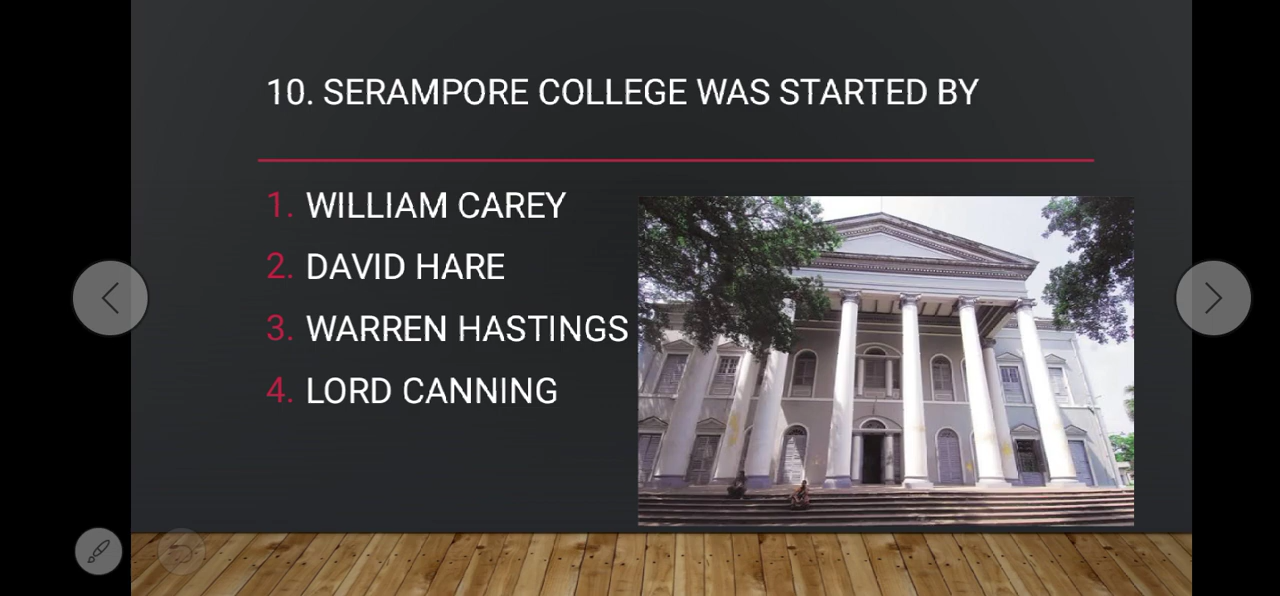 10. SERAMPORE COLLEGE WAS STARTED BY
1. WILLIAM CAREY
2. DAVID HARE
3. WARREN HASTINGS
4. LORD CANNING